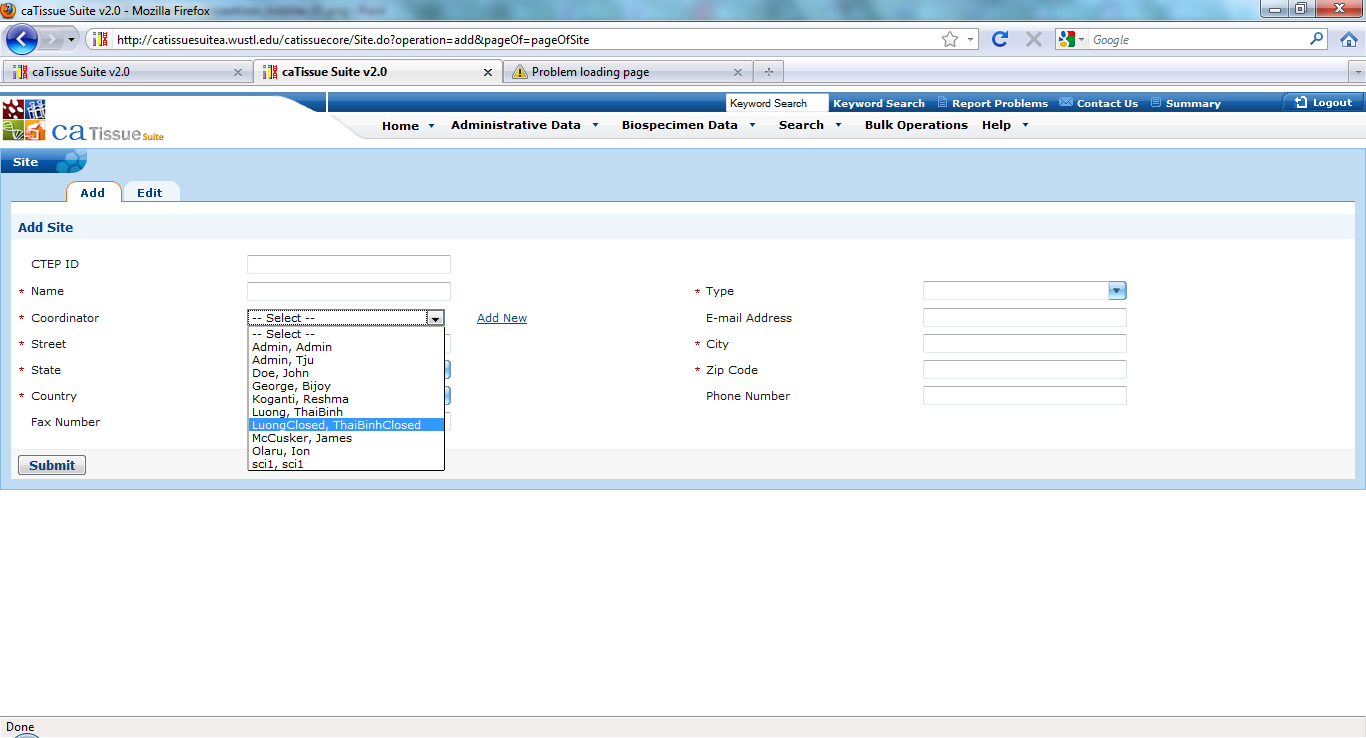 caTissue Suite v2.0 - Mozilla Firefox
http://catissuesuitea.wustl.edu/catissuecore/Site.do?operation=add&pageOf=pageOfSite
Google
caTissue Suite v2.0
caTissue Suite v2.0
Problem loading page
Keyword Search
Keyword Search
Report Problems
Contact Us
Summary
Logout
ca Tissue Suite
Home
Administrative Data
Biospecimen Data
Search
Bulk Operations
Help
Site
Add
Edit
Add Site
CTEP ID
* Name
* Type
* Coordinator
-- Select --
Add New
E-mail Address
-- Select --
Admin, Admin
Admin, Tju
Doe, John
George, Bijoy
Koganti, Reshma
Luong, ThaiBinh
LuongClosed, ThaiBinhClosed
McCusker, James
Olaru, Ion
sci1, sci1
* Street
* City
* State
* Zip Code
* Country
Phone Number
Fax Number
Submit
Done